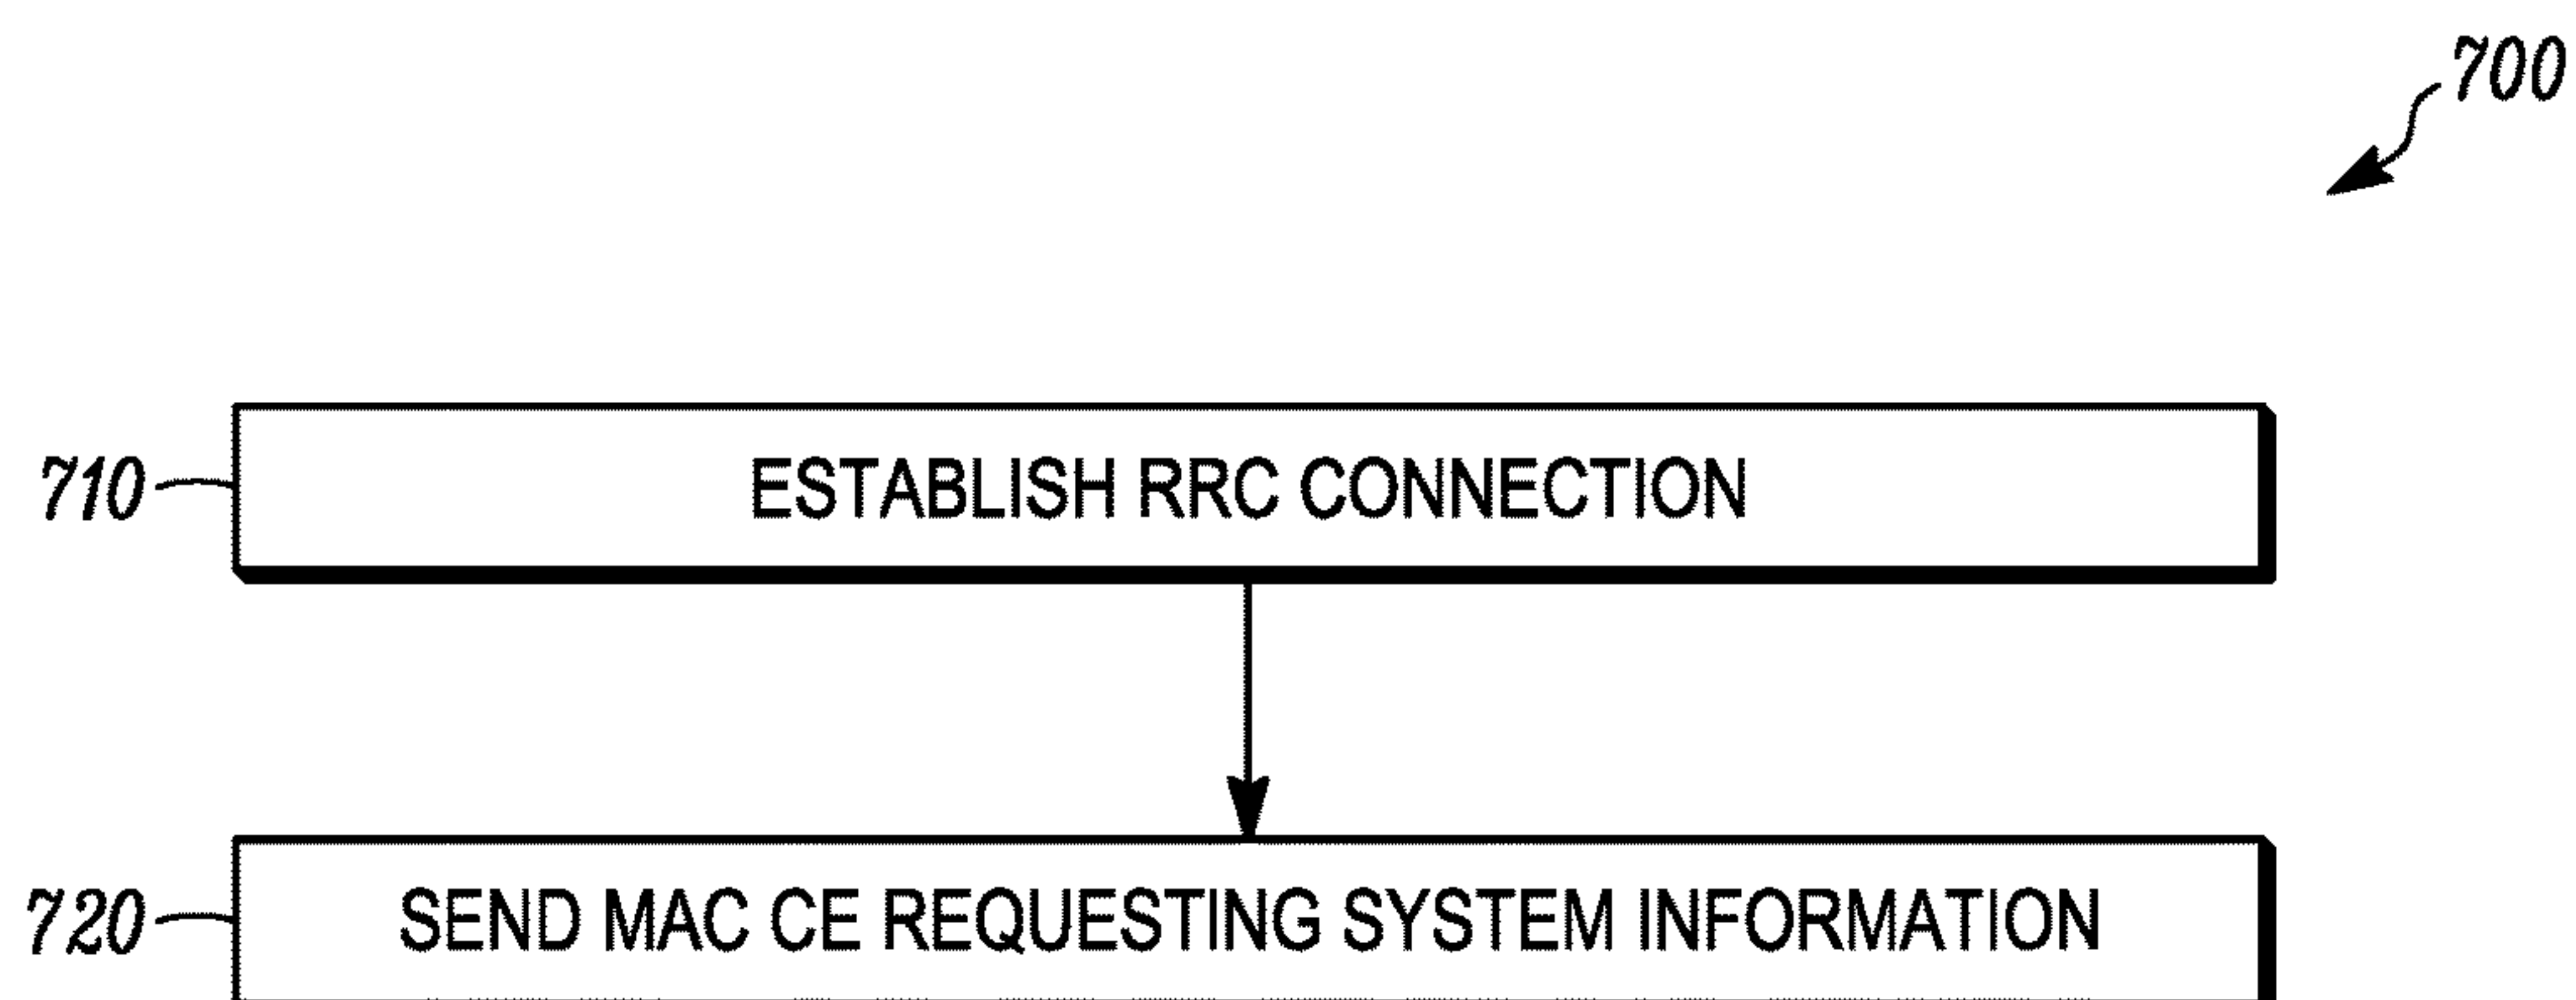 700
710 ESTABLISH RRC CONNECTION
720 SEND MAC CE REQUESTING SYSTEM INFORMATION